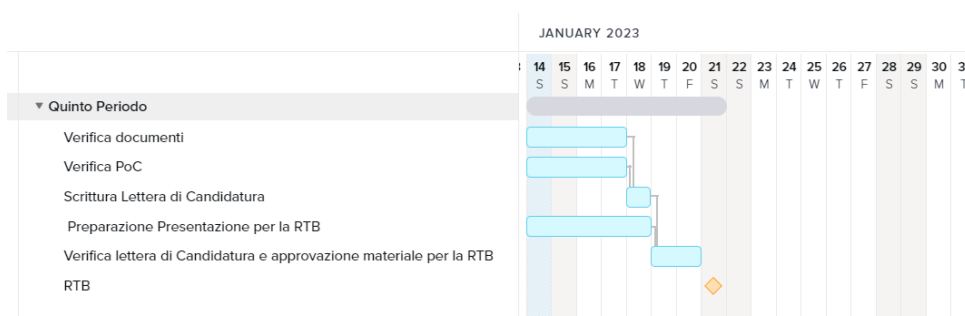 JANUARY 2023
14 15 16 17 18 19 20 21 22 23 24 25 26 27 28 29 30
S S M T W T F S S M T W T F S S M T
Quinto Periodo
Verifica documenti
Verifica PoC
Scrittura Lettera di Candidatura
Preparazione Presentazione per la RTB
Verifica lettera di Candidatura e approvazione materiale per la RTB
RTB